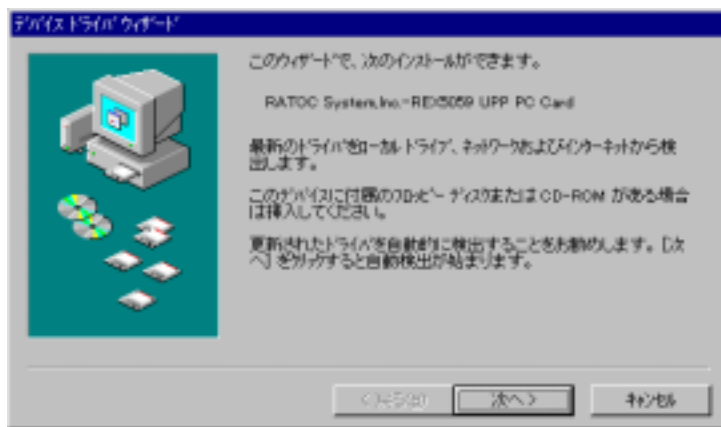 デバイス ドライバ ウィザード
このウィザードで、次のインストールができます。
RATOC System,Inc.-REX5059 UPP PC Card
最新のドライバをローカル ドライブ、ネットワークおよびインターネットから検
出します。
このデバイスに付属のフロッピー ディスクまたは CD-ROM がある場合
は挿入してください。
更新されたドライバを自動的に検出することをお勧めします。[次
へ] をクリックすると自動検出が始まります。
< 戻る(B)
次へ >
キャンセル